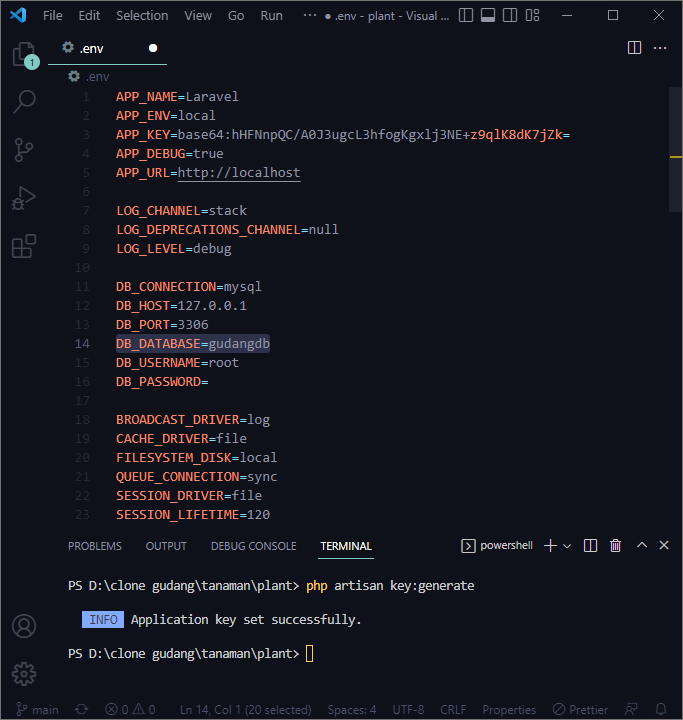 File Edit Selection View Go Run ··· ● .env - plant - Visual ...
1
.env ●
.env
1 APP_NAME=Laravel
2 APP_ENV=local
3 APP_KEY=base64:hHFNnpQC/A0J3ugcL3hfogKgxlj3NE+z9qlK8dK7jZk=
4 APP_DEBUG=true
5 APP_URL=http://localhost
6
7 LOG_CHANNEL=stack
8 LOG_DEPRECATIONS_CHANNEL=null
9 LOG_LEVEL=debug
10
11 DB_CONNECTION=mysql
12 DB_HOST=127.0.0.1
13 DB_PORT=3306
14 DB_DATABASE=gudangdb
15 DB_USERNAME=root
16 DB_PASSWORD=
17
18 BROADCAST_DRIVER=log
19 CACHE_DRIVER=file
20 FILESYSTEM_DISK=local
21 QUEUE_CONNECTION=sync
22 SESSION_DRIVER=file
23 SESSION_LIFETIME=120
PROBLEMS OUTPUT DEBUG CONSOLE TERMINAL powershell
PS D:\clone gudang\tanaman\plant> php artisan key:generate
INFO Application key set successfully.
PS D:\clone gudang\tanaman\plant>
main 0 0 Ln 14, Col 1 (20 selected) Spaces: 4 UTF-8 CRLF Properties Prettier